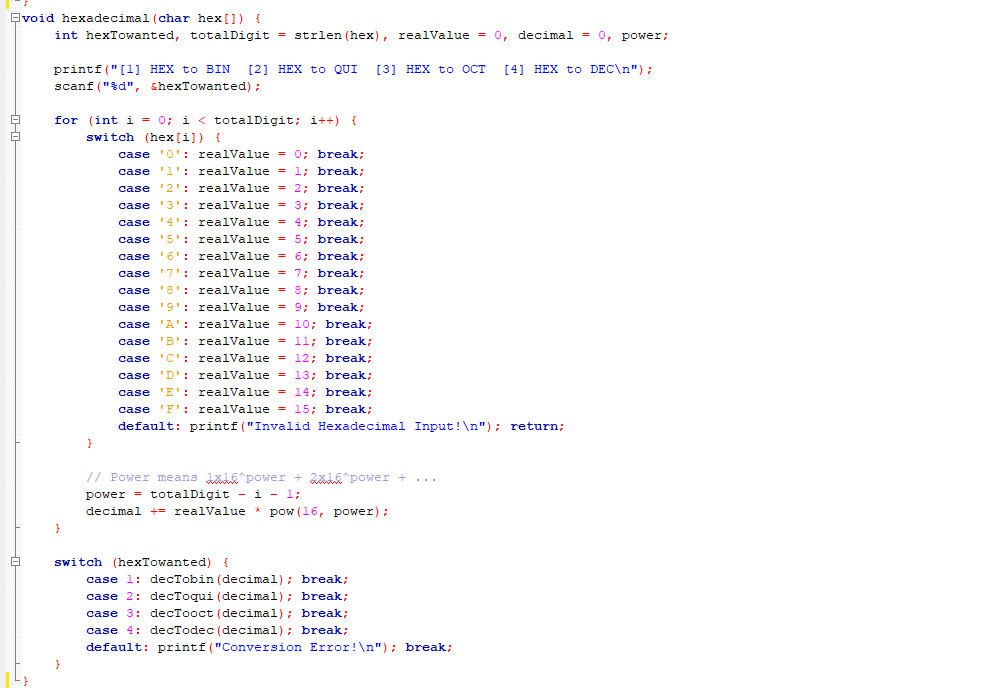 }
void hexadecimal(char hex[]) {
    int hexTowanted, totalDigit = strlen(hex), realValue = 0, decimal = 0, power;

    printf("[1] HEX to BIN  [2] HEX to QUI  [3] HEX to OCT  [4] HEX to DEC\n");
    scanf("%d", &hexTowanted);

    for (int i = 0; i < totalDigit; i++) {
        switch (hex[i]) {
            case '0': realValue = 0; break;
            case '1': realValue = 1; break;
            case '2': realValue = 2; break;
            case '3': realValue = 3; break;
            case '4': realValue = 4; break;
            case '5': realValue = 5; break;
            case '6': realValue = 6; break;
            case '7': realValue = 7; break;
            case '8': realValue = 8; break;
            case '9': realValue = 9; break;
            case 'A': realValue = 10; break;
            case 'B': realValue = 11; break;
            case 'C': realValue = 12; break;
            case 'D': realValue = 13; break;
            case 'E': realValue = 14; break;
            case 'F': realValue = 15; break;
            default: printf("Invalid Hexadecimal Input!\n"); return;
        }

        // Power means 1x16^power + 2x16^power + ...
        power = totalDigit - i - 1;
        decimal += realValue * pow(16, power);
    }

    switch (hexTowanted) {
        case 1: decTobin(decimal); break;
        case 2: decToqui(decimal); break;
        case 3: decTooct(decimal); break;
        case 4: decTodec(decimal); break;
        default: printf("Conversion Error!\n"); break;
    }
}